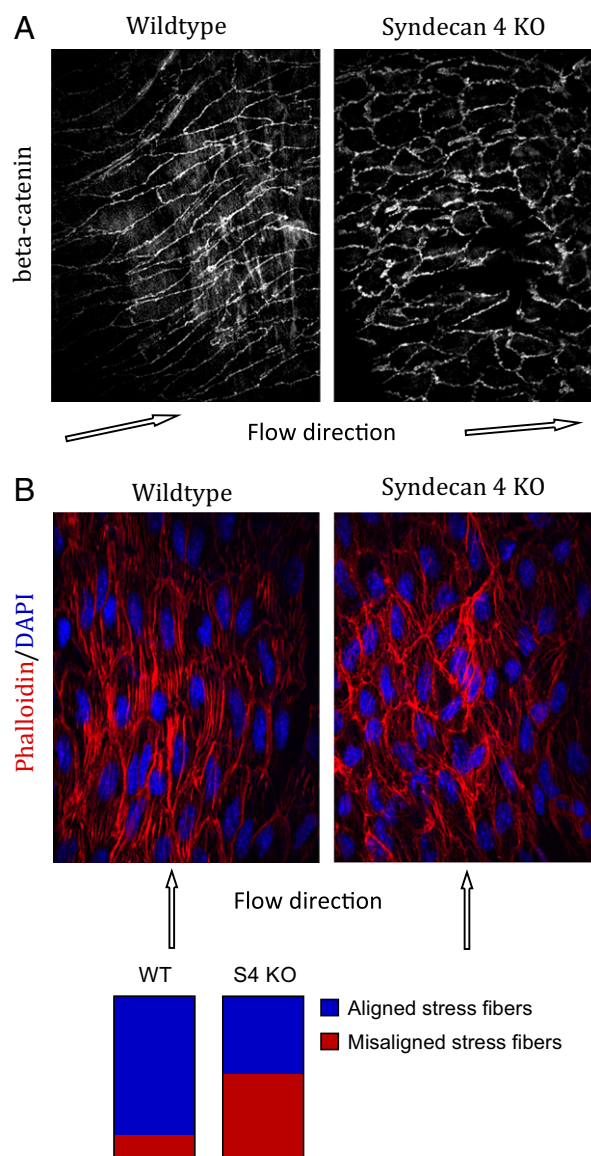 A
Wildtype
Syndecan 4 KO
beta-catenin
Flow direction
B
Wildtype
Syndecan 4 KO
Phalloidin/DAPI
Flow direction
WT
S4 KO
Aligned stress fibers
Misaligned stress fibers